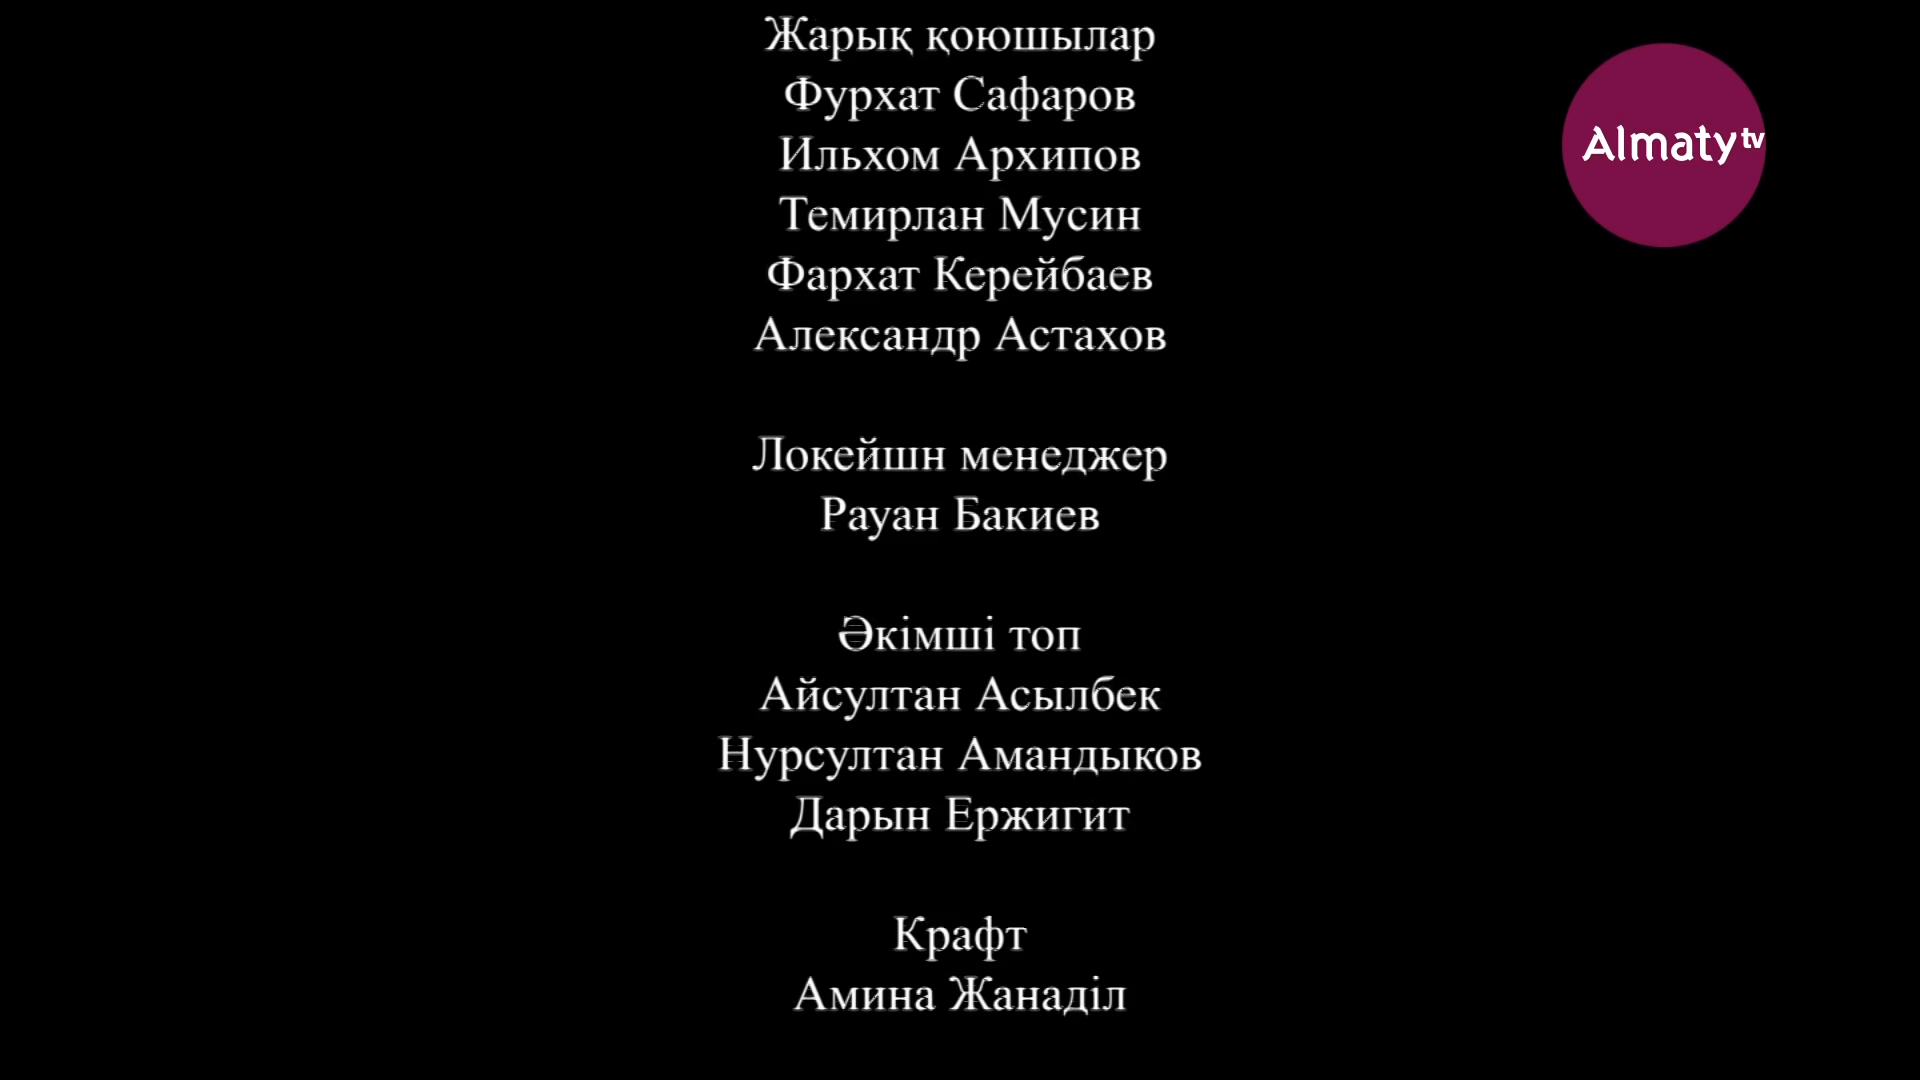 Жарық қоюшылар
Фурхат Сафаров
Ильхом Архипов
Темирлан Мусин
Фархат Керейбаев
Александр Астахов
Локейшн менеджер
Рауан Бакиев
Әкімші топ
Айсултан Асылбек
Нурсултан Амандыков
Дарын Ержигит
Крафт
Амина Жанаділ
Almaty tv